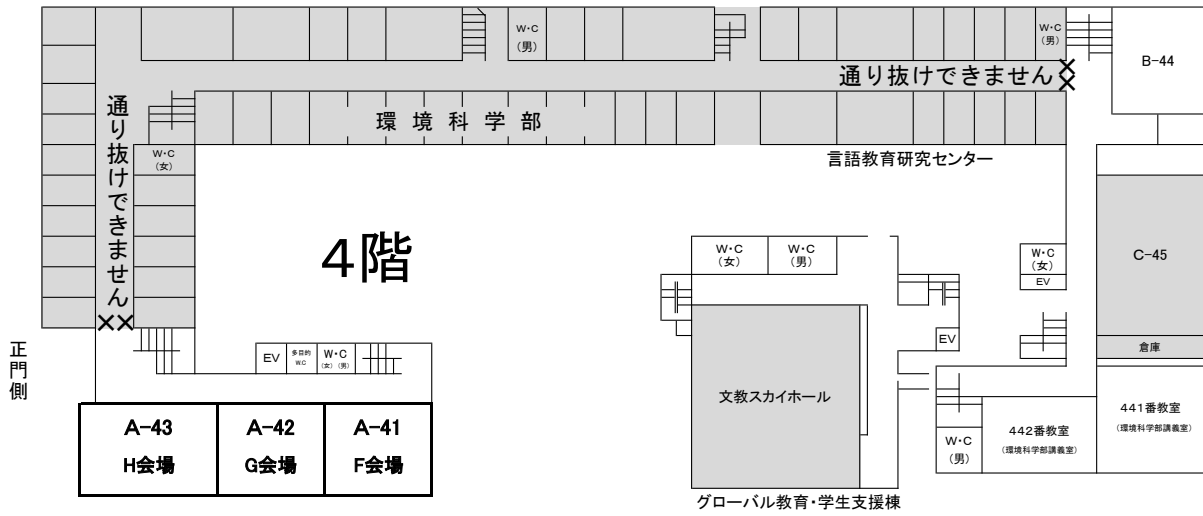 W・C
(男)
W・C
(男)
B-44
通り抜けできません
通り抜けできません
環境科学部
W・C
(女)
言語教育研究センター
4階
W・C
(女)
W・C
(男)
W・C
(女)
EV
C-45
正門側
EV
多目的
W.C
W・C
(女) (男)
EV
倉庫
文教スカイホール
A-43
H会場
A-42
G会場
A-41
F会場
W・C
(男)
442番教室
(環境科学部講義室)
441番教室
(環境科学部講義室)
グローバル教育・学生支援棟